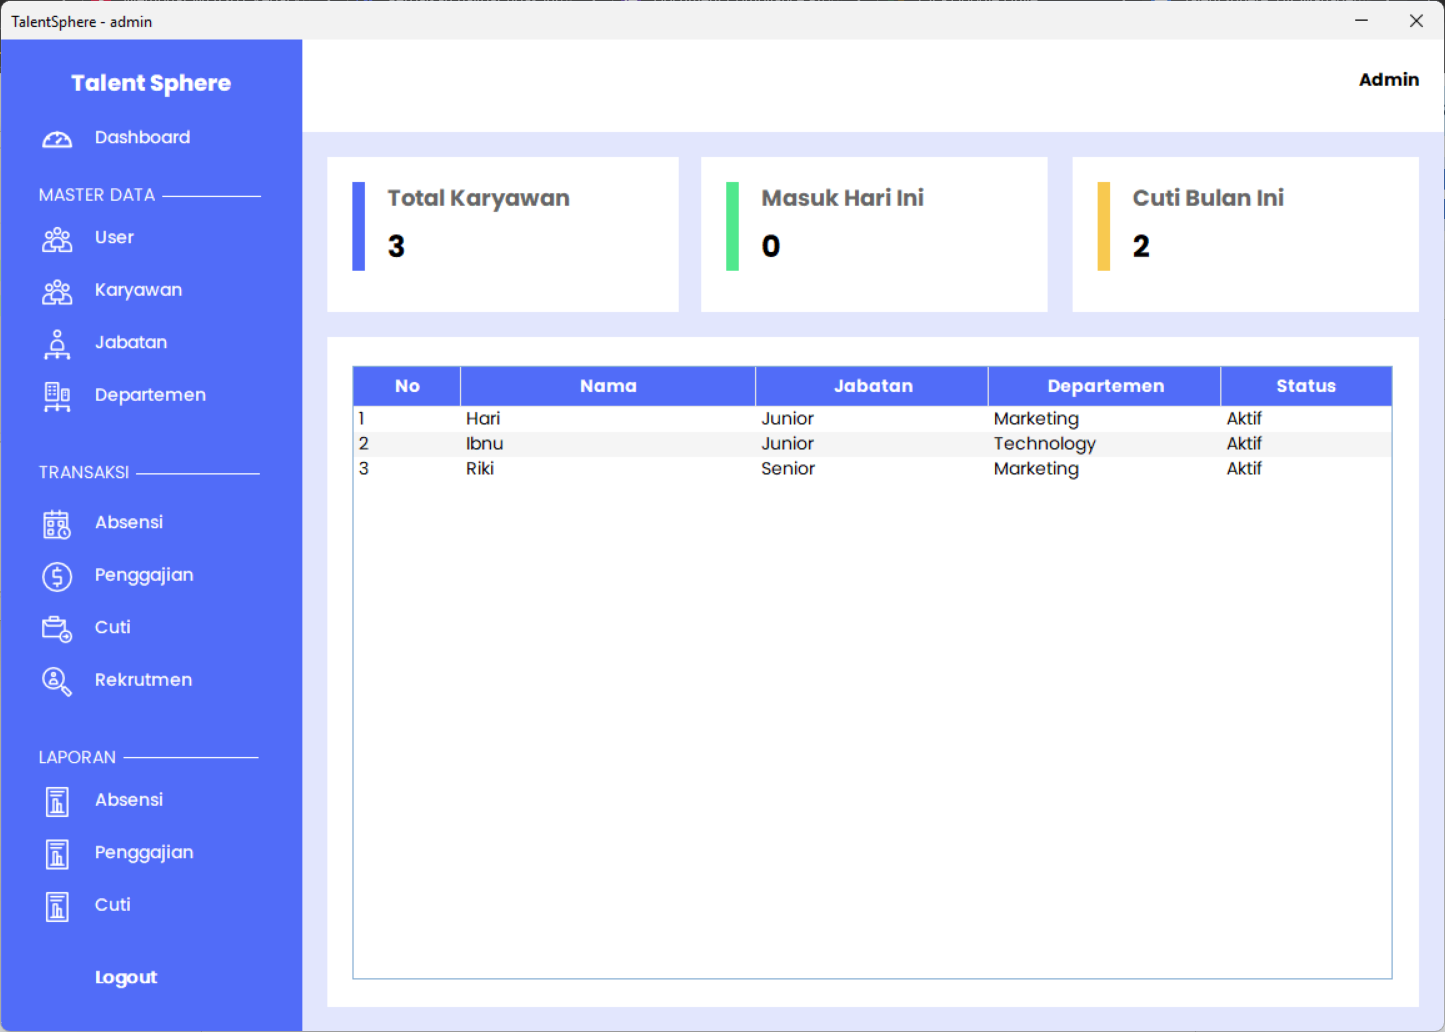 TalentSphere - admin
Talent Sphere
Admin
Dashboard
MASTER DATA
User
Karyawan
Jabatan
Departemen
TRANSAKSI
Absensi
Penggajian
Cuti
Rekrutmen
LAPORAN
Absensi
Penggajian
Cuti
Logout
Total Karyawan
3
Masuk Hari Ini
0
Cuti Bulan Ini
2
No Nama Jabatan Departemen Status
1 Hari Junior Marketing Aktif
2 Ibnu Junior Technology Aktif
3 Riki Senior Marketing Aktif